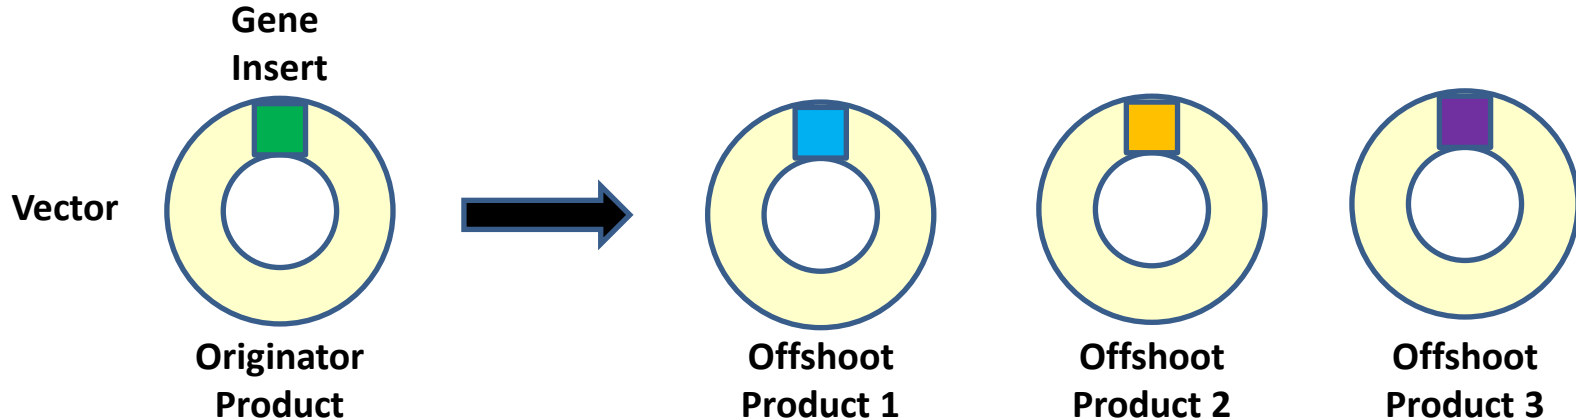 Gene
Insert
Vector
Originator
Product
Offshoot
Product 1
Offshoot
Product 2
Offshoot
Product 3